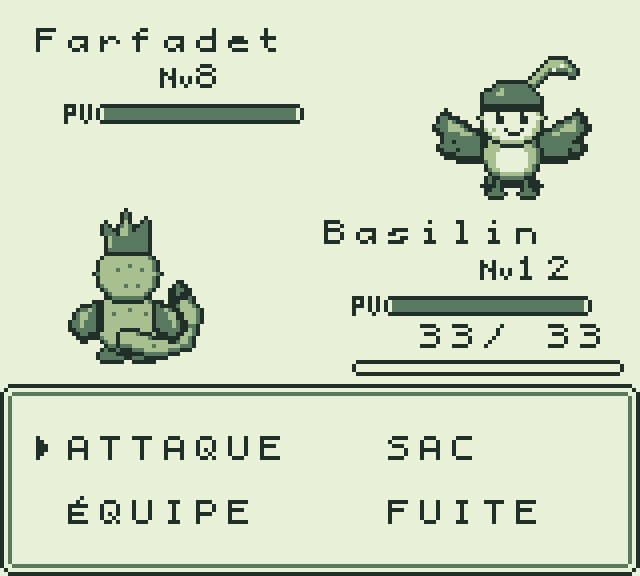 Farfadet
Nv8
PV
Basilin
Nv12
PV
33/ 33
ATTAQUE SAC
ÉQUIPE FUITE